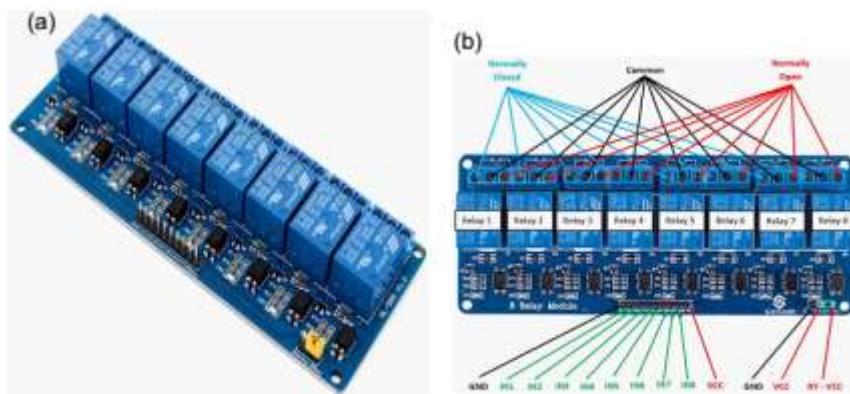 (a)
(b)
Normally
Closed
Common
Normally
Open
Relay 1
Relay 2
Relay 3
Relay 4
Relay 5
Relay 6
Relay 7
Relay 8
8 Relay Module
GND
IN1
IN2
IN3
IN4
IN5
IN6
IN7
IN8
VCC
GND
VCC
RY - VCC